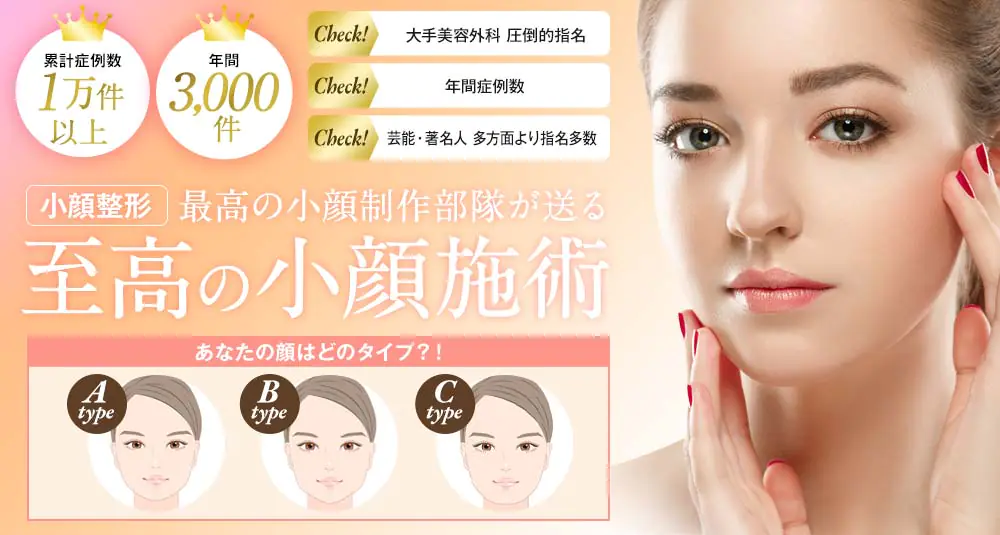 累計症例数
1万件
以上
年間
3,000
件
Check!
大手美容外科 圧倒的指名
Check!
年間症例数
Check!
芸能・著名人 多方面より指名多数
小顔整形 最高の小顔制作部隊が送る
至高の小顔施術
あなたの顔はどのタイプ?!
A
type
B
type
C
type